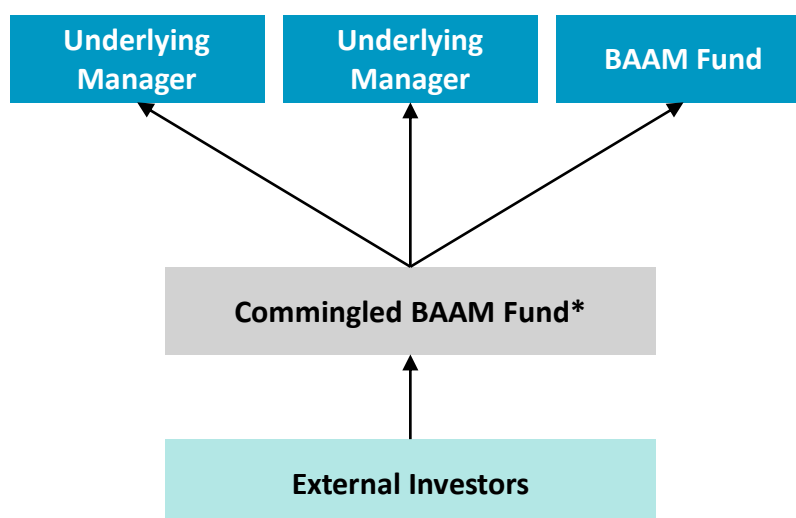 Underlying
Manager
Underlying
Manager
BAAM Fund
Commingled BAAM Fund*
External Investors